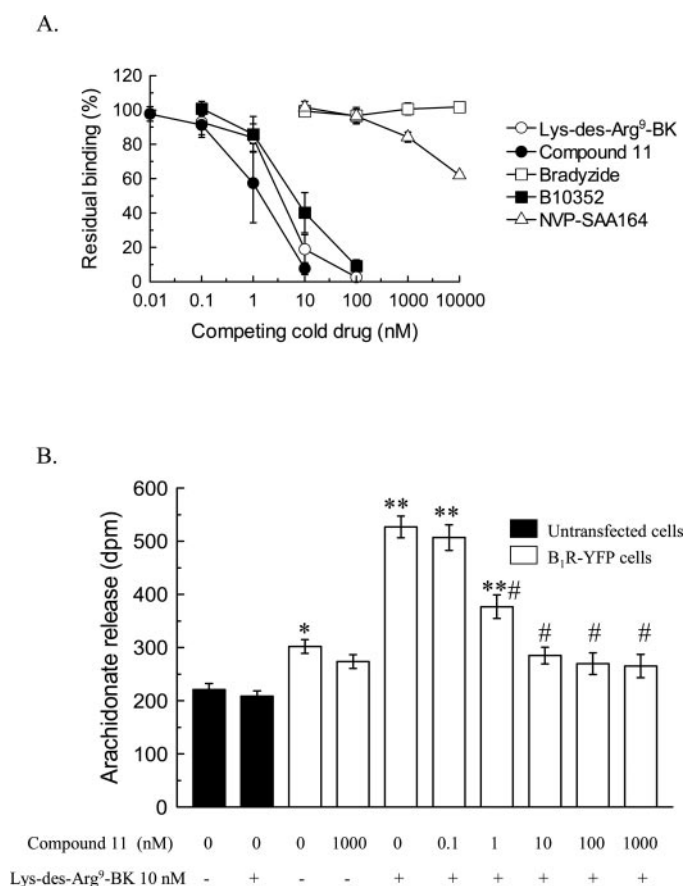 A.
120
100
80
60
40
20
0
Residual binding (%)
0.01 0.1 1 10 100 1000 10000
Competing cold drug (nM)
Lys-des-Arg⁹-BK
Compound 11
Bradyzide
B10352
NVP-SAA164
B.
600
500
400
300
200
100
0
Arachidonate release (dpm)
* ** ** **# # # #
Untransfected cells
B₁R-YFP cells
Compound 11 (nM) 0 0 0 1000 0 0.1 1 10 100 1000
Lys-des-Arg⁹-BK 10 nM - + - - + + + + + +